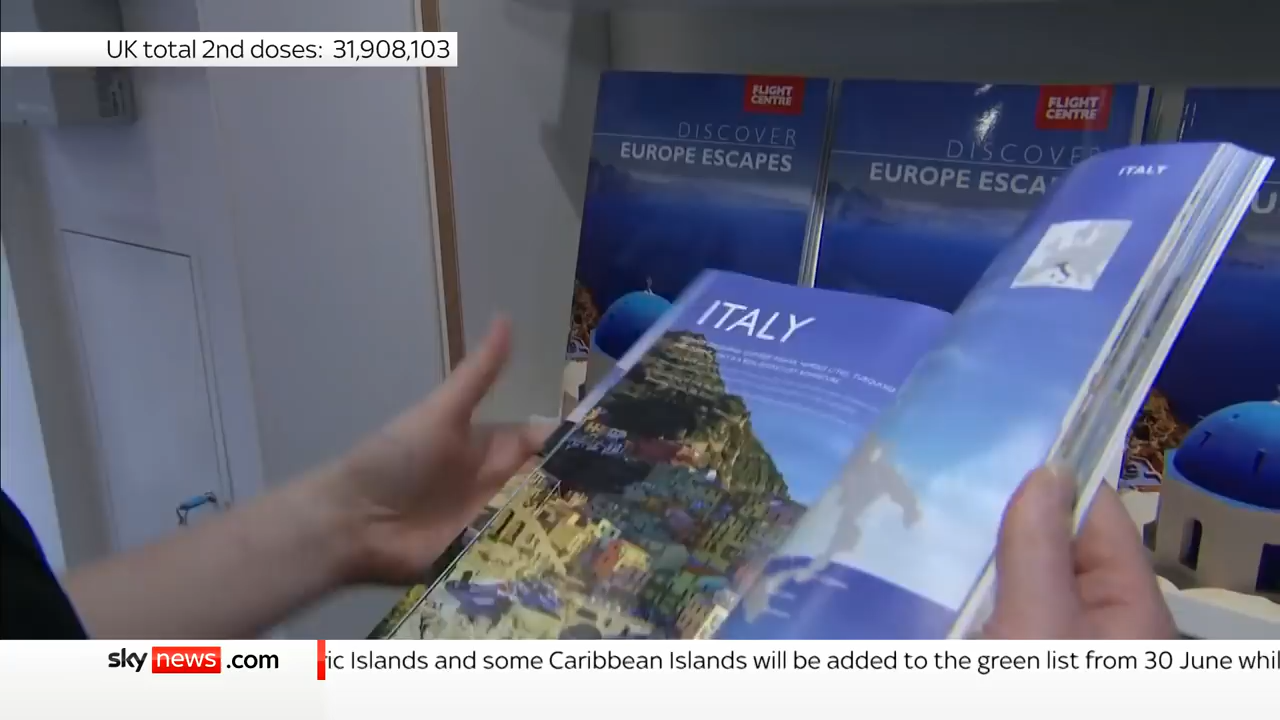 UK total 2nd doses: 31,908,103
FLIGHT
CENTRE
DISCOVER
EUROPE ESCAPES
FLIGHT
CENTRE
DISCOVER
EUROPE ESCA
ITALY
ITALY
sky news .com
ric Islands and some Caribbean Islands will be added to the green list from 30 June whil